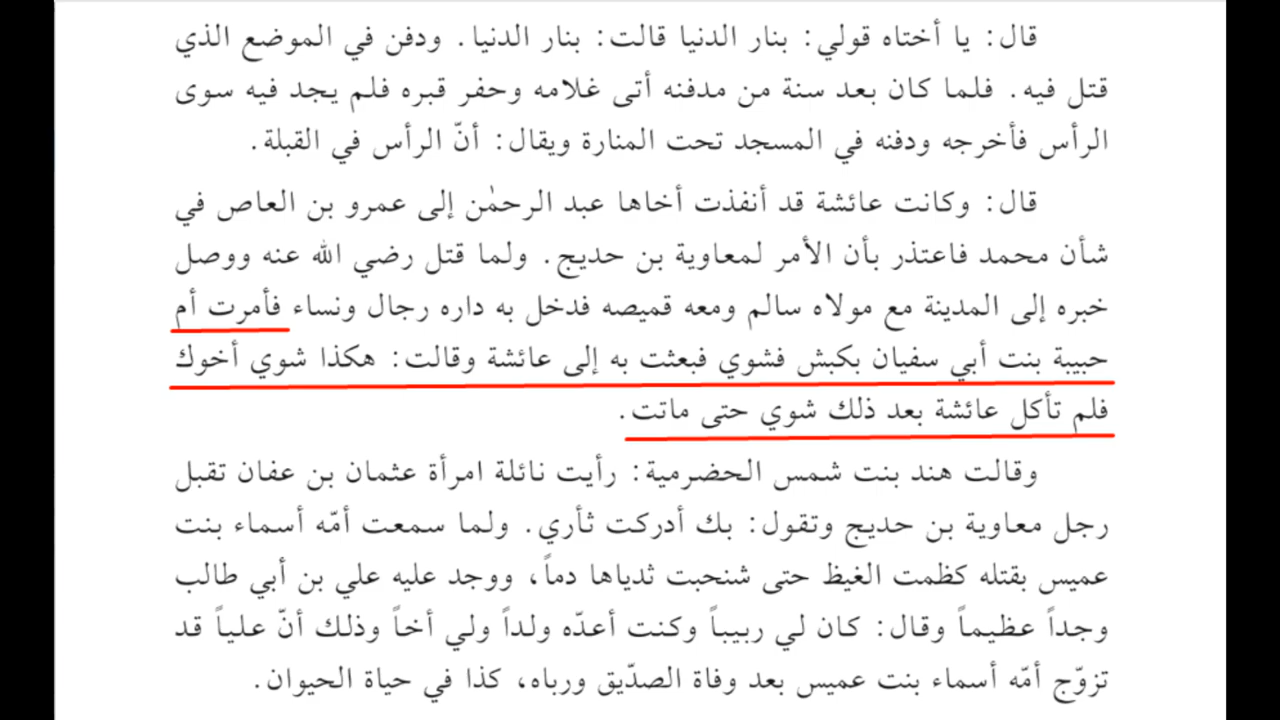 قال: يا أختاه قولي: بنار الدنيا قالت: بنار الدنيا. ودفن في الموضع الذي
قتل فيه. فلما كان بعد سنة من مدفنه أتى غلامه وحفر قبره فلم يجد فيه سوى
الرأس فأخرجه ودفنه في المسجد تحت المنارة ويقال: أنّ الرأس في القبلة.
قال: وكانت عائشة قد أنفذت أخاها عبد الرحمٰن إلى عمرو بن العاص في
شأن محمد فاعتذر بأن الأمر لمعاوية بن حديج. ولما قتل رضي الله عنه ووصل
خبره إلى المدينة مع مولاه سالم ومعه قميصه فدخل به داره رجال ونساء فأمرت أم
حبيبة بنت أبي سفيان بكبش فشوي فبعثت به إلى عائشة وقالت: هكذا شوي أخوك
فلم تأكل عائشة بعد ذلك شوي حتى ماتت.
وقالت هند بنت شمس الحضرمية: رأيت نائلة امرأة عثمان بن عفان تقبل
رجل معاوية بن حديج وتقول: بك أدركت ثأري. ولما سمعت أمّه أسماء بنت
عميس بقتله كظمت الغيظ حتى شنحبت ثدياها دماً، ووجد عليه علي بن أبي طالب
وجداً عظيماً وقال: كان لي ربيباً وكنت أعدّه ولداً ولي أخاً وذلك أنّ علياً قد
تزوّج أمّه أسماء بنت عميس بعد وفاة الصدّيق ورباه، كذا في حياة الحيوان.